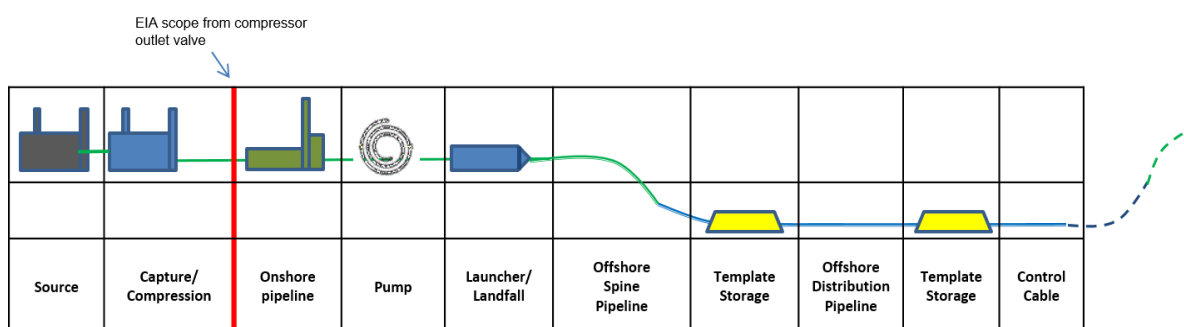 EIA scope from compressor
outlet valve
Source
Capture/
Compression
Onshore
pipeline
Pump
Launcher/
Landfall
Offshore
Spine
Pipeline
Template
Storage
Offshore
Distribution
Pipeline
Template
Storage
Control
Cable